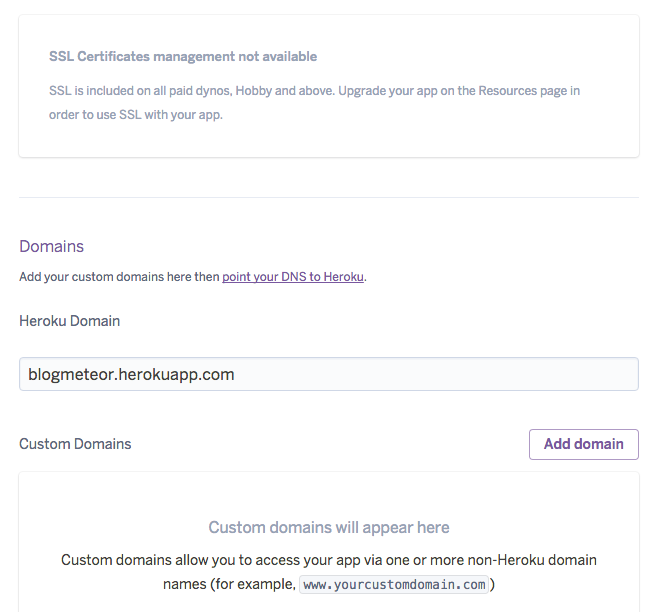 SSL Certificates management not available
SSL is included on all paid dynos, Hobby and above. Upgrade your app on the Resources page in
order to use SSL with your app.
Domains
Add your custom domains here then point your DNS to Heroku.
Heroku Domain
blogmeteor.herokuapp.com
Custom Domains
Add domain
Custom domains will appear here
Custom domains allow you to access your app via one or more non-Heroku domain
names (for example, www.yourcustomdomain.com)